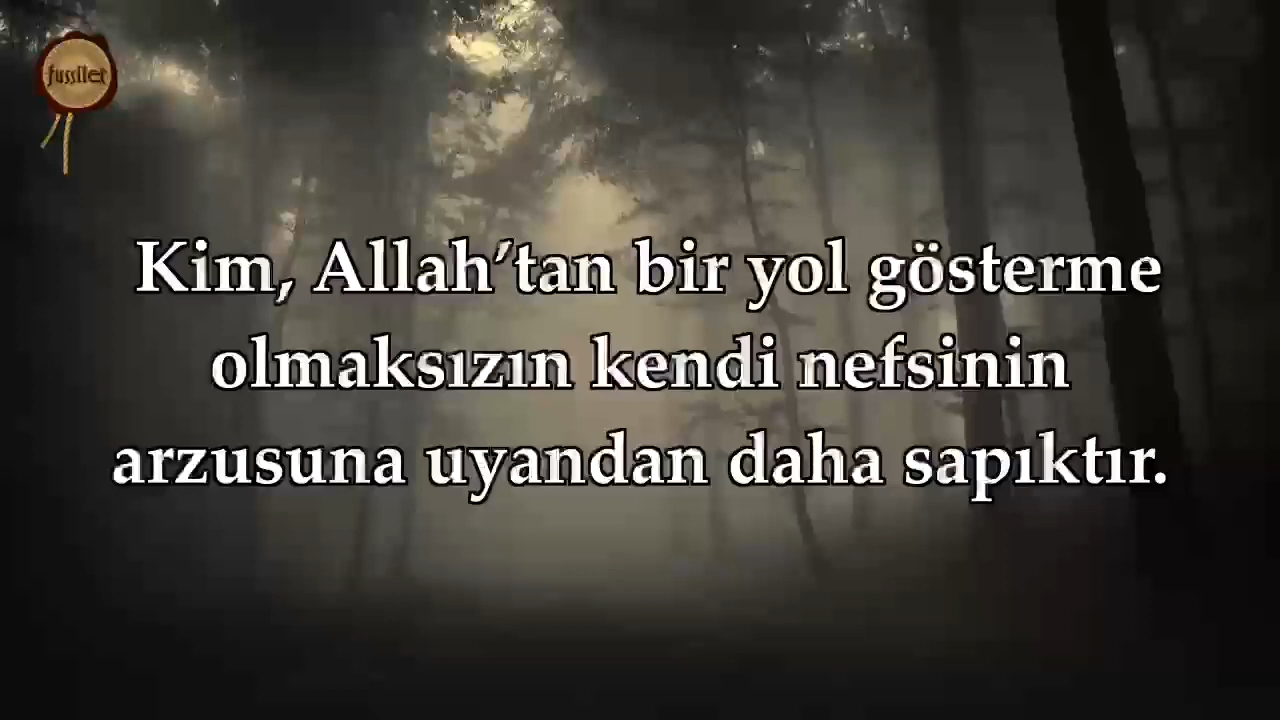 fussilet
Kim, Allah’tan bir yol gösterme
olmaksızın kendi nefsinin
arzusuna uyandan daha sapıktır.